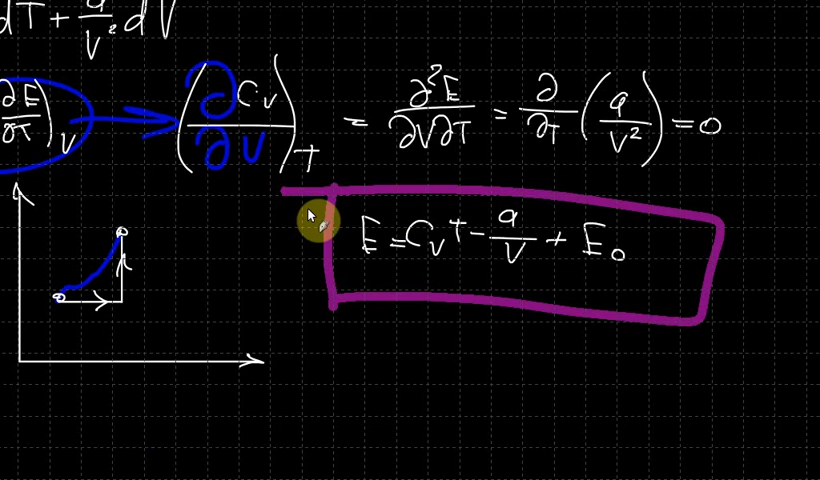 dT + a/V² dV
∂E/∂T)_V → (∂C_V/∂V)_T = ∂²E/∂V∂T = ∂/∂T (a/V²) = 0
E = C_V T - a/V + E₀